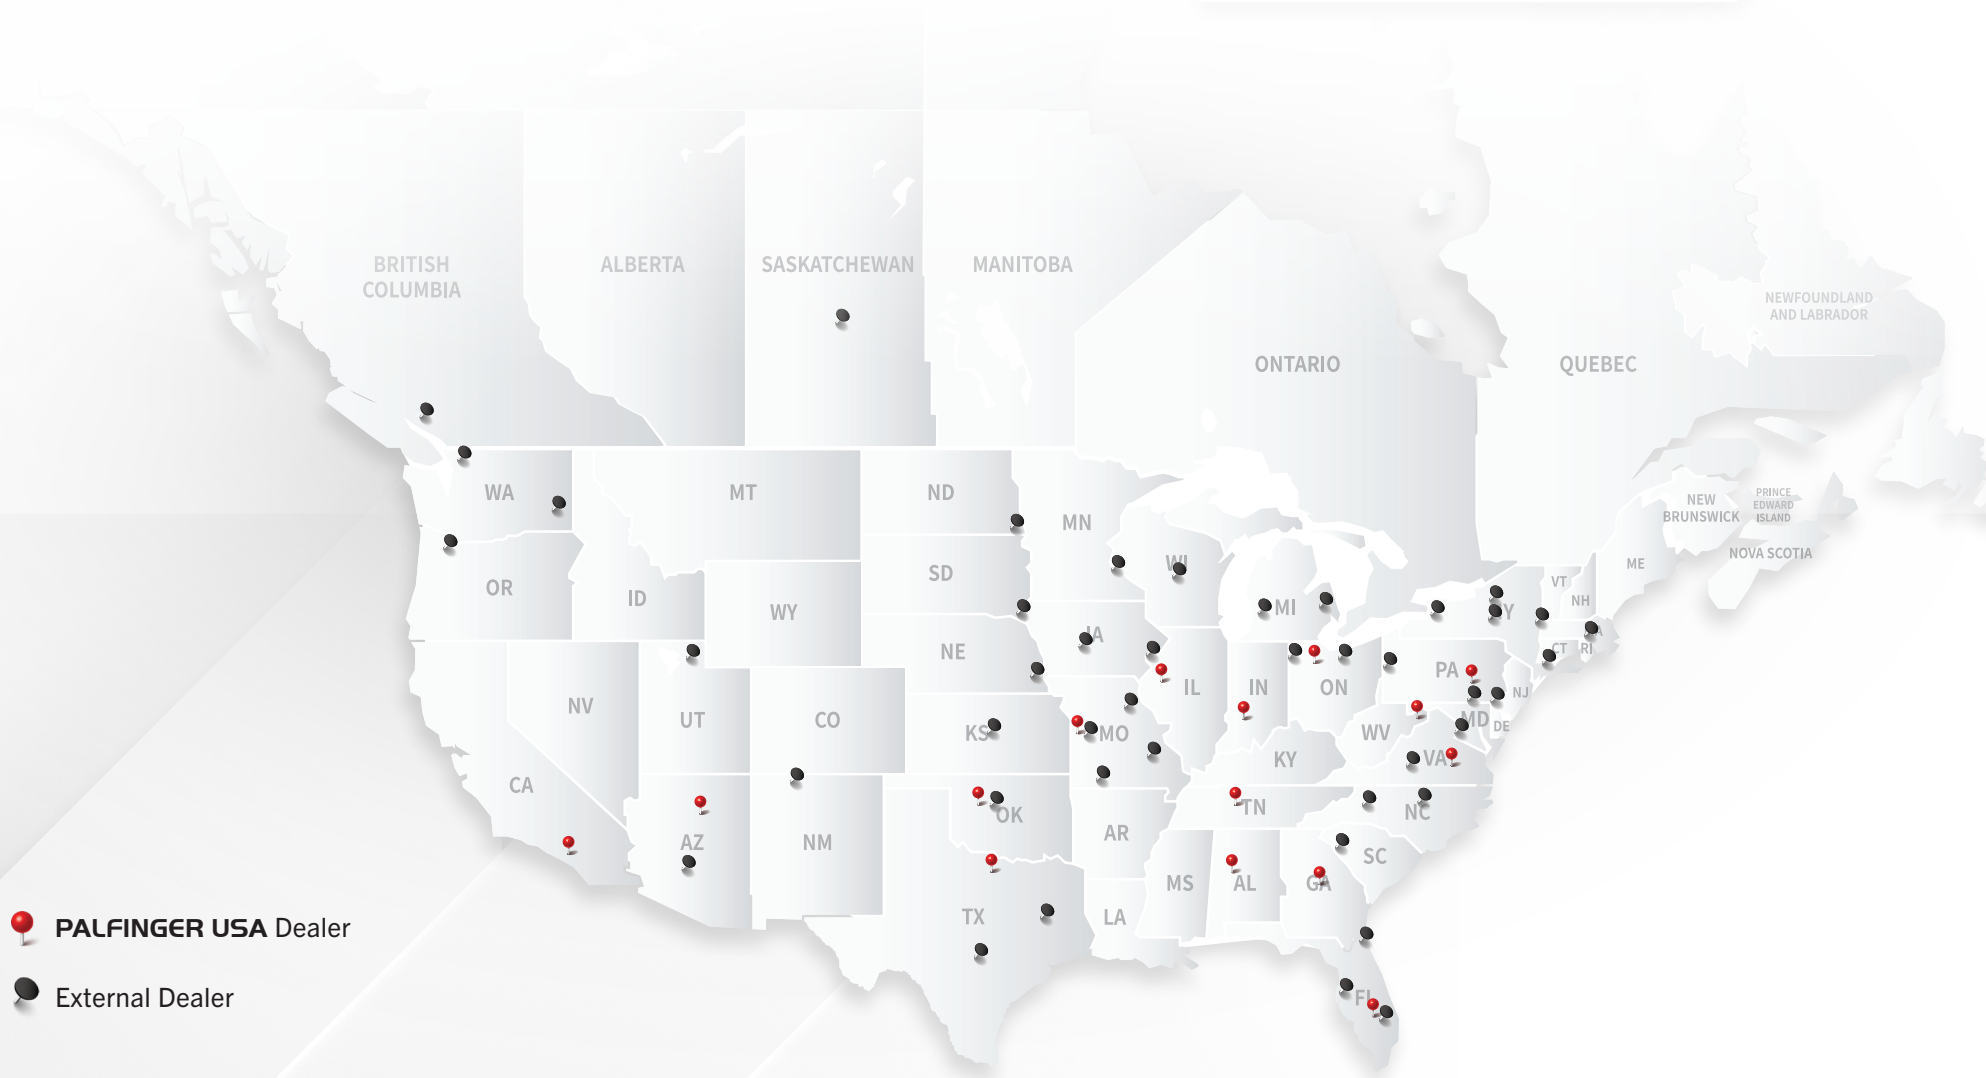 BRITISH
COLUMBIA
ALBERTA
SASKATCHEWAN
MANITOBA
ONTARIO
QUEBEC
NEWFOUNDLAND
AND LABRADOR
NEW
BRUNSWICK
PRINCE
EDWARD
ISLAND
NOVA SCOTIA
WA
MT
ND
MN
WI
ME
VT
NH
OR
ID
WY
SD
MI
Y
IA
A
NE
CT
RI
NV
UT
CO
KS
MO
IL
IN
ON
PA
NJ
MD
DE
WV
VA
KY
CA
AZ
NM
OK
AR
TN
NC
SC
TX
LA
MS
AL
GA
FL
PALFINGER USA Dealer
External Dealer